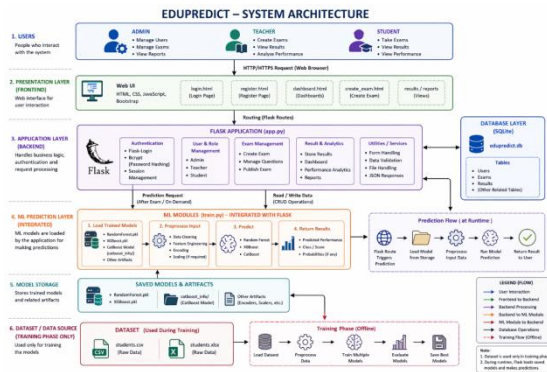 EDUPREDICT – SYSTEM ARCHITECTURE
1. USERS
People who interact with the system
ADMIN
• Manage Users
• Manage Exams
• View Reports
TEACHER
• Create Exams
• View Results
• Analyse Performance
STUDENT
• Take Exams
• View Results
• View Performance
HTTP/HTTPS Request (Web Browser)
2. PRESENTATION LAYER (FRONTEND)
Web interface for user interaction
Web UI
HTML, CSS, JavaScript, Bootstrap
login.html
(Login Page)
register.html
(Register Page)
dashboard.html
(Dashboards)
create_exam.html
(Create Exam)
results / reports
(Views)
Routing (Flask Routes)
3. APPLICATION LAYER (BACKEND)
Handles business logic, authentication and request processing
FLASK APPLICATION (app.py)
Flask
Authentication
• Flask-Login
• Bcrypt
(Password Hashing)
• Session Management
User & Role Management
• Admin
• Teacher
• Student
Exam Management
• Create Exam
• Manage Questions
• Publish Exam
Result & Analytics
• Store Results
• Dashboard
• Performance Analytics
• Reports
Utilities / Services
• Form Handling
• Data Validation
• File Handling
• JSON Responses
DATABASE LAYER
(SQLite)
edupredict.db
Tables
• Users
• Exams
• Results
• (Other Related Tables)
Prediction Request
(After Exam / On Demand)
Read / Write Data
(CRUD Operations)
4. ML PREDICTION LAYER (INTEGRATED)
ML models are loaded by the application for making predictions
ML MODULES (train.py) – INTEGRATED WITH FLASK
1. Load Trained Models
• RandomForest.pkl
• XGBoost.pkl
• CatBoost Model
(catboost_info/)
• Other Artifacts
2. Preprocess Input
• Data Cleaning
• Feature Engineering
• Encoding
• Scaling (if required)
3. Predict
• Random Forest
• XGBoost
• CatBoost
4. Return Results
• Predicted Performance
• Class / Score
• Probabilities (if any)
Prediction Flow (at Runtime)
Flask Route Triggers Prediction
Load Model from Storage
Preprocess Input Data
Run Model Prediction
Return Result to User
5. MODEL STORAGE
Stores trained models and related artifacts
SAVED MODELS & ARTIFACTS
RandomForest.pkl
XGBoost.pkl
catboost_info/
(CatBoost Model)
Other Artifacts
(Encoders, Scalers, etc.)
6. DATASET / DATA SOURCE (TRAINING PHASE ONLY)
Used only for training the models
DATASET (Used During Training)
CSV
students.csv
(Raw Data)
X
students.xlsx
(Raw Data)
Training Phase (Offline)
Load Dataset
Preprocess Data
Train Multiple Models
Evaluate Models
Save Best Models
LEGEND (FLOW)
User Interaction
Frontend to Backend
Backend Processing
Backend to ML Module
ML Module to Backend
Database Operations
Training Flow (Offline)
Note:
1. Dataset is used only in training pha
2. During runtime, Flask loads saved models and makes predictions.